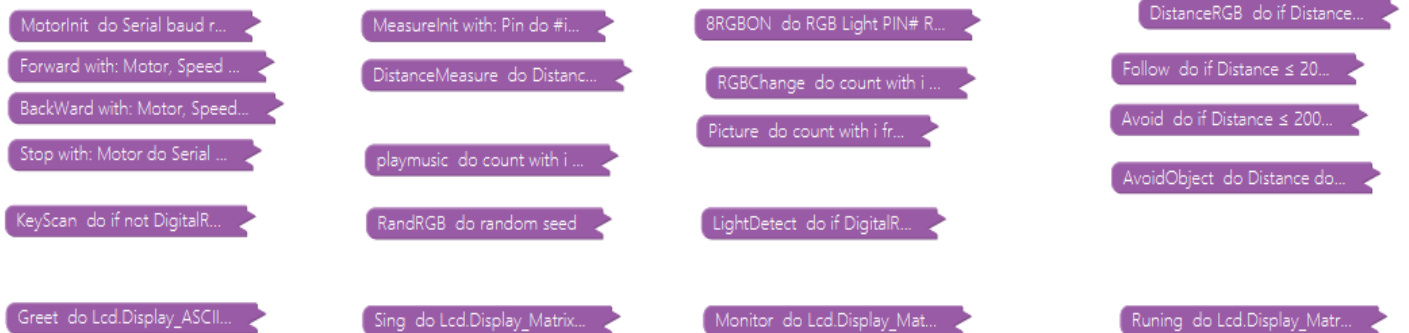 MotorInit do Serial baud r...
MeasureInit with: Pin do #i...
8RGBON do RGB Light PIN# R...
DistanceRGB do if Distance...
Forward with: Motor, Speed ...
DistanceMeasure do Distanc...
RGBChange do count with i ...
Follow do if Distance ≤ 20...
BackWard with: Motor, Speed...
Picture do count with i fr...
Avoid do if Distance ≤ 200...
Stop with: Motor do Serial ...
playmusic do count with i ...
AvoidObject do Distance do...
KeyScan do if not DigitalR...
RandRGB do random seed
LightDetect do if DigitalR...
Greet do Lcd.Display_ASCII...
Sing do Lcd.Display_Matrix...
Monitor do Lcd.Display_Mat...
Runing do Lcd.Display_Matr...